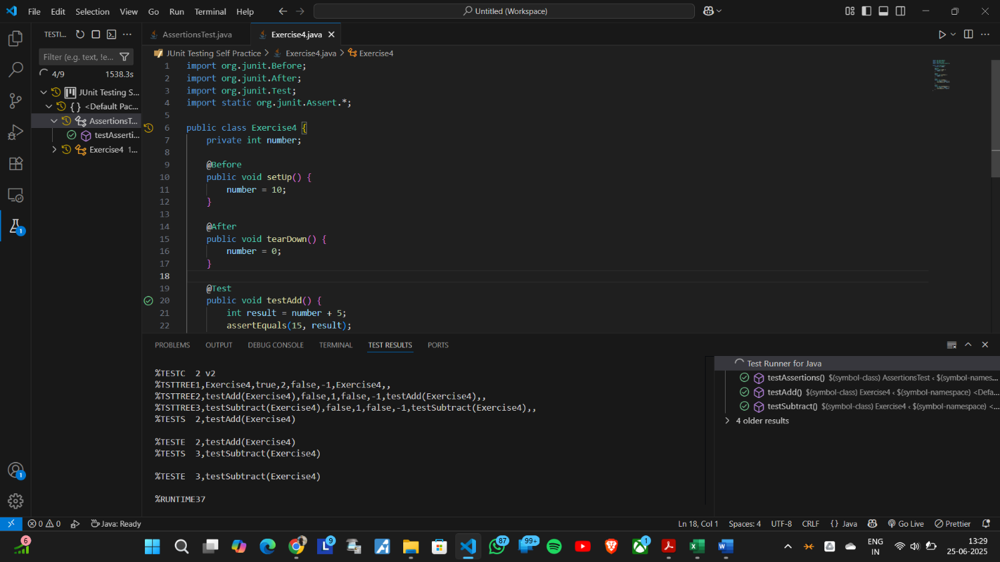 File Edit Selection View Go Run Terminal Help
Untitled (Workspace)
TESTI...
AssertionsTest.java
Exercise4.java
Filter (e.g. text, !e...
4/9 1538.3s
JUnit Testing S...
<Default Pac...
AssertionsT...
testAsserti...
Exercise4 1...
JUnit Testing Self Practice > Exercise4.java > Exercise4
1 import org.junit.Before;
2 import org.junit.After;
3 import org.junit.Test;
4 import static org.junit.Assert.*;
5
6 public class Exercise4 {
7 private int number;
8
9 @Before
10 public void setUp() {
11 number = 10;
12 }
13
14 @After
15 public void tearDown() {
16 number = 0;
17 }
18
19 @Test
20 public void testAdd() {
21 int result = number + 5;
22 assertEquals(15, result);
PROBLEMS OUTPUT DEBUG CONSOLE TERMINAL TEST RESULTS PORTS
%TESTC 2 v2
%TSTTREE1,Exercise4,true,2,false,-1,Exercise4,,
%TSTTREE2,testAdd(Exercise4),false,1,false,-1,testAdd(Exercise4),,
%TSTTREE3,testSubtract(Exercise4),false,1,false,-1,testSubtract(Exercise4),,
%TESTS 2,testAdd(Exercise4)
%TESTE 2,testAdd(Exercise4)
%TESTS 3,testSubtract(Exercise4)
%TESTE 3,testSubtract(Exercise4)
%RUNTIME37
Test Runner for Java
testAssertions() $(symbol-class) AssertionsTest < $(symbol-names...
testAdd() $(symbol-class) Exercise4 < $(symbol-namespace) <Defa...
testSubtract() $(symbol-class) Exercise4 < $(symbol-namespace) <...
4 older results
1
1
0 0 Java: Ready Ln 18, Col 1 Spaces: 4 UTF-8 CRLF {} Java Go Live Prettier
6
9
87
99+
1
ENG
IN
13:29
25-06-2025